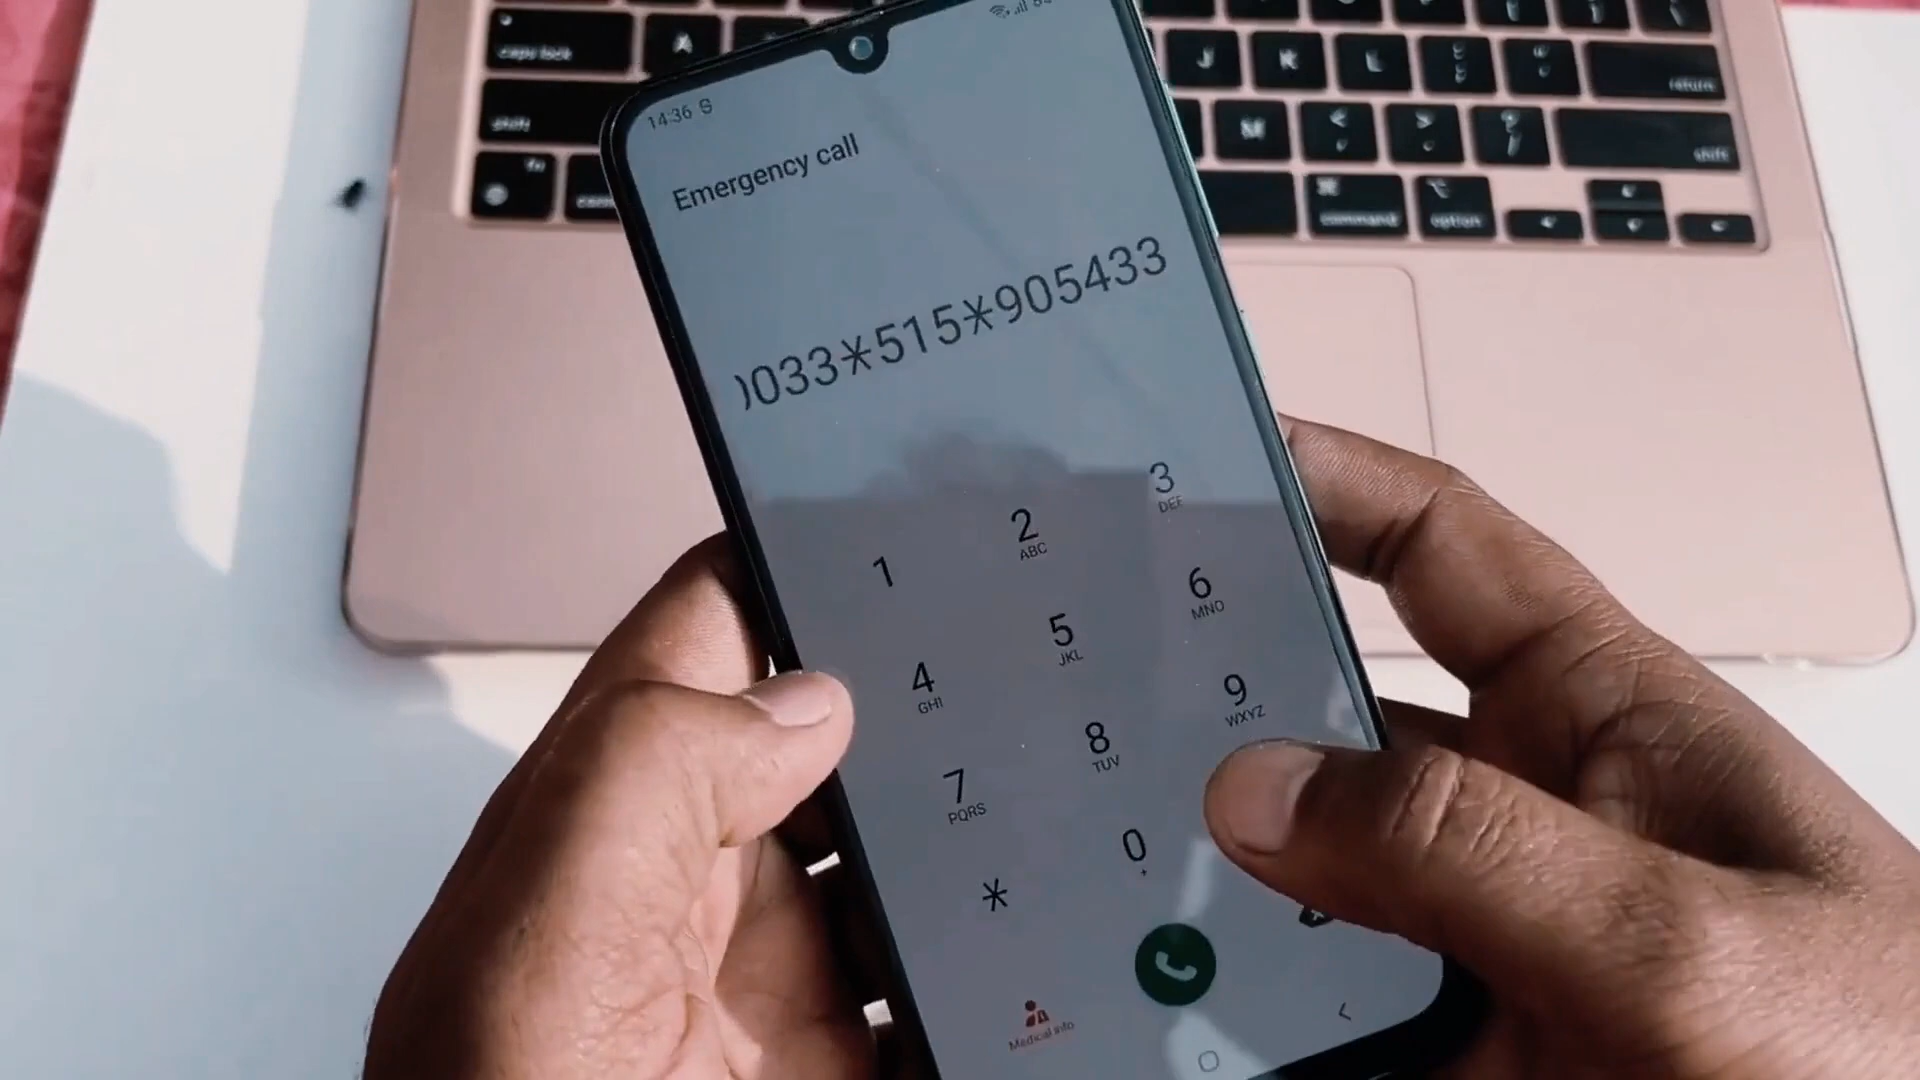 caps lock
A
J
K
L
return
shift
M
shift
fn
command
option
14:36
Emergency call
033*515*905433
1
2
ABC
3
DEF
4
GHI
5
JKL
6
MNO
7
PQRS
8
TUV
9
WXYZ
*
0
+
Medical info